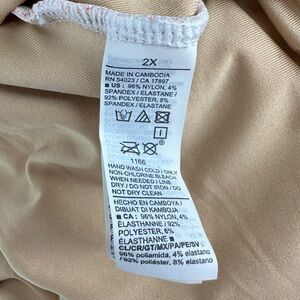 2X
MADE IN CAMBODIA
RN 54023 / CA 17897
■ US: 96% NYLON, 4%
SPANDEX / ELASTANE /
92% POLYESTER, 8%
SPANDEX / ELASTANE
1166
HAND WASH COLD / ONLY
NON-CHLORINE BLEACH
WHEN NEEDED / LINE
DRY / DO NOT IRON / DO
NOT DRY CLEAN
HECHO EN CAMBOYA /
DIBUAT DI KAMBOJA
■ CA: 96% NYLON, 4%
ÉLASTHANNE / 92%
POLYESTER, 8%
ÉLASTHANNE ■
CL/CR/GT/MX/PA/PE/SV:
96% poliamida, 4% elastano
/ 92% poliéster, 8% elastano